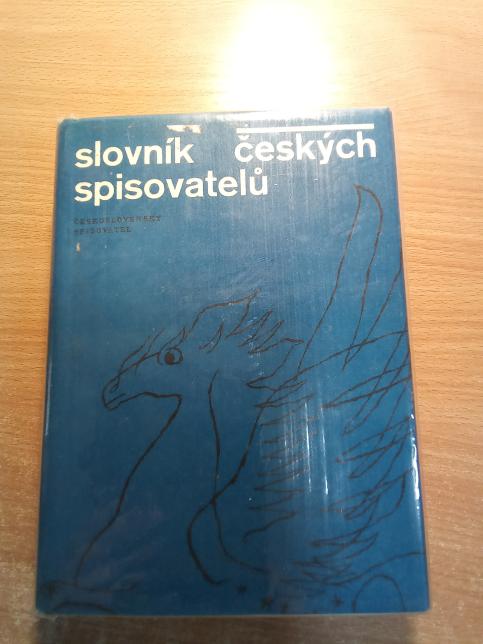 slovník českých
spisovatelů
ČESKOSLOVENSKÝ
SPISOVATEL